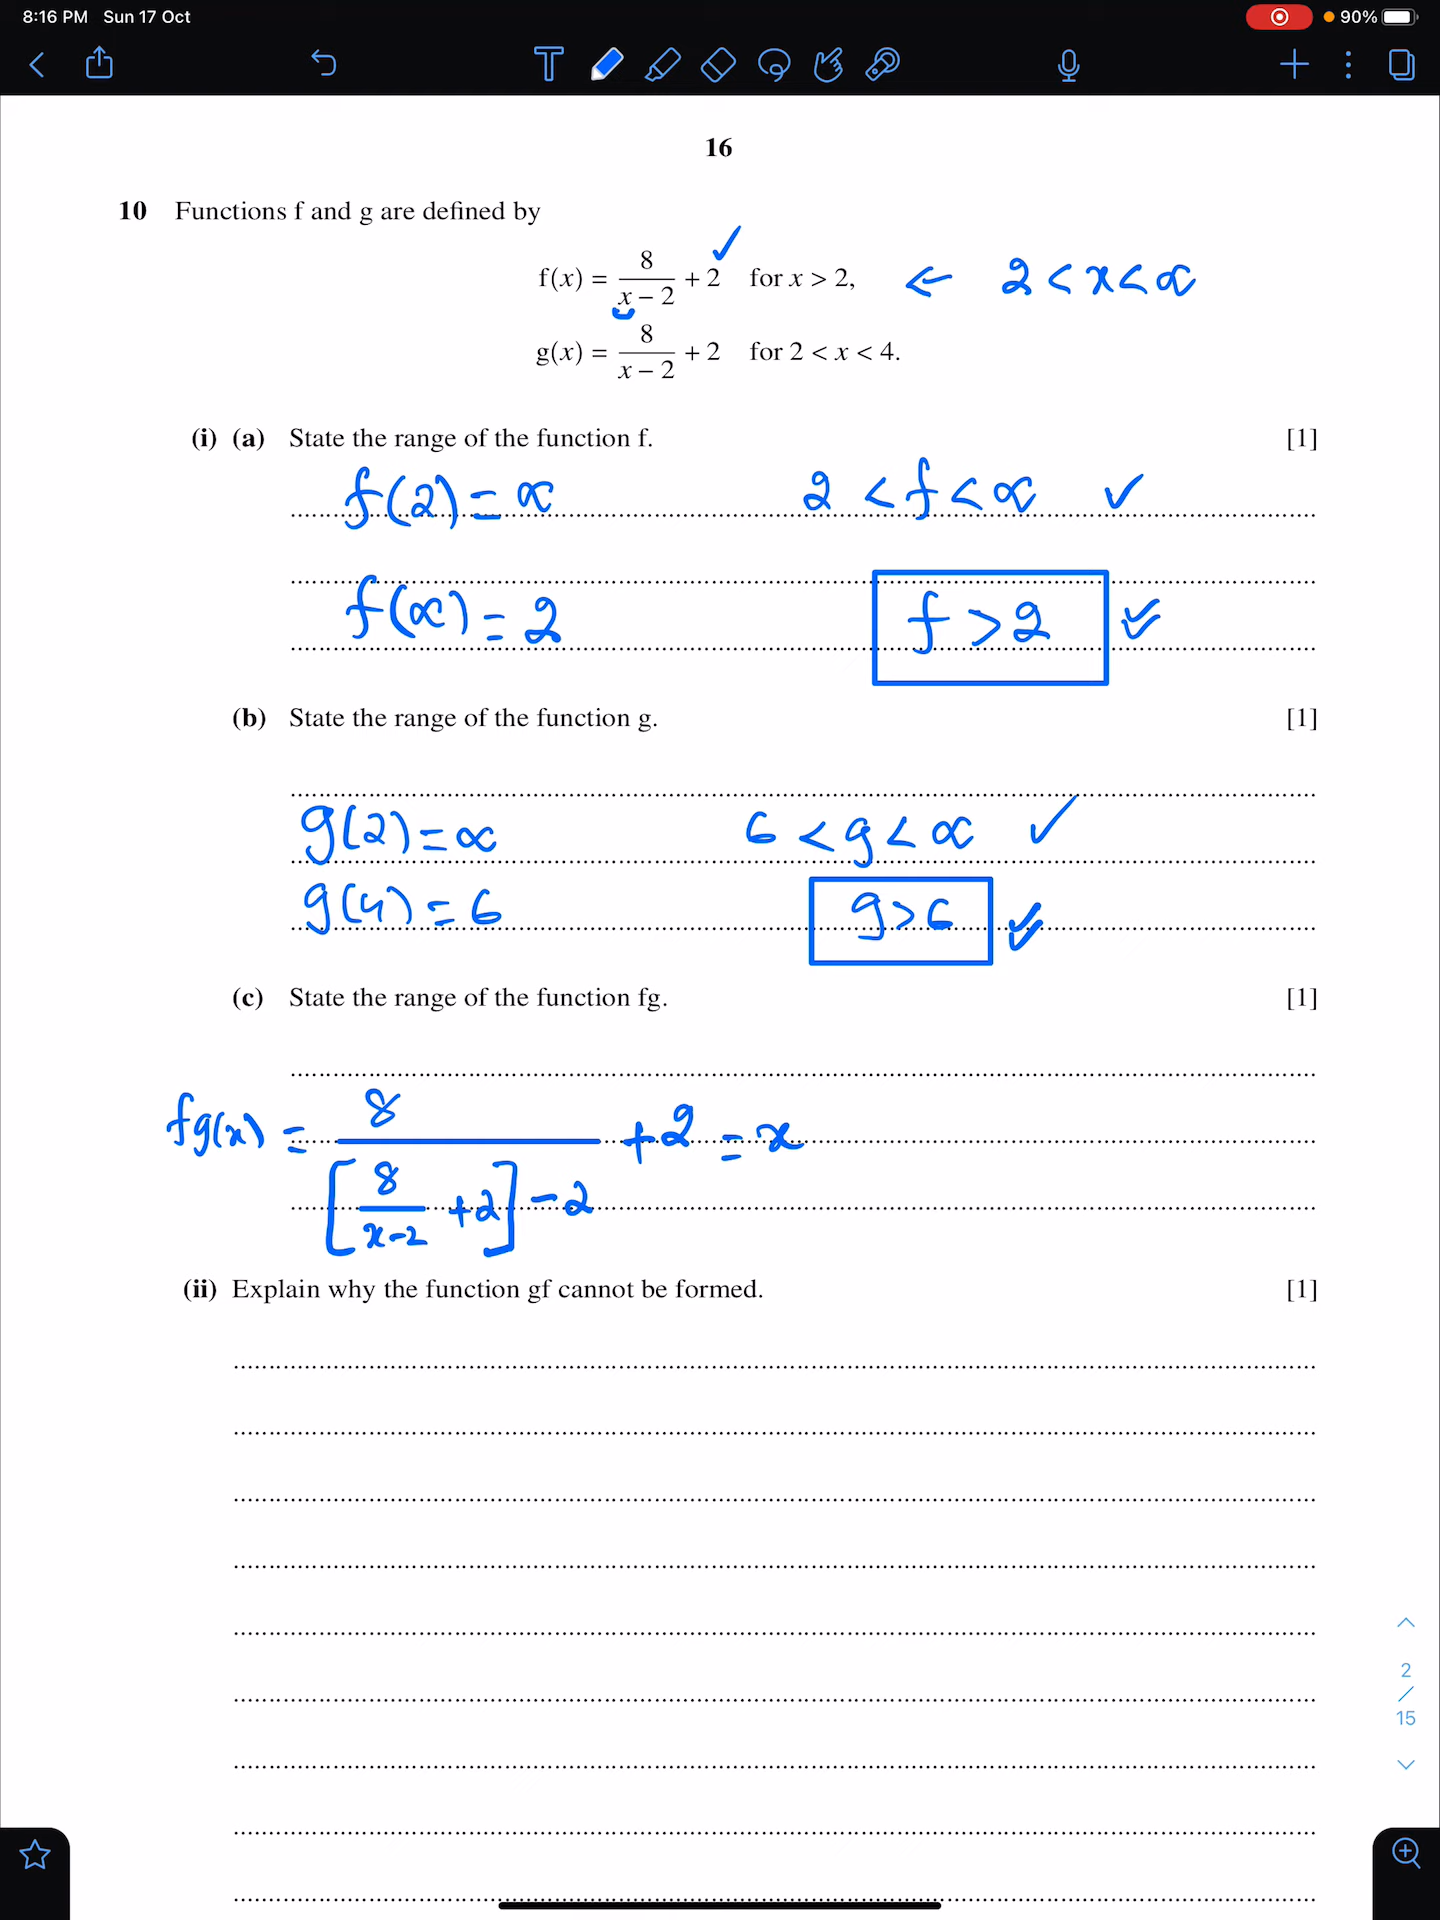 8:16 PM Sun 17 Oct 90%
16
10 Functions f and g are defined by
f(x) = 8/(x − 2) + 2 for x > 2, ← 2 < x < ∝
g(x) = 8/(x − 2) + 2 for 2 < x < 4.
(i) (a) State the range of the function f. [1]
f(2) = ∝ 2 < f < ∝ ✓
f(∝) = 2 f > 2 ✓
(b) State the range of the function g. [1]
g(2) = ∝ 6 < g < ∝ ✓
g(4) = 6 g > 6 ✓
(c) State the range of the function fg. [1]
fg(x) = 8/([8/(x-2) + 2] - 2) + 2 = x
(ii) Explain why the function gf cannot be formed. [1]
2
/
15